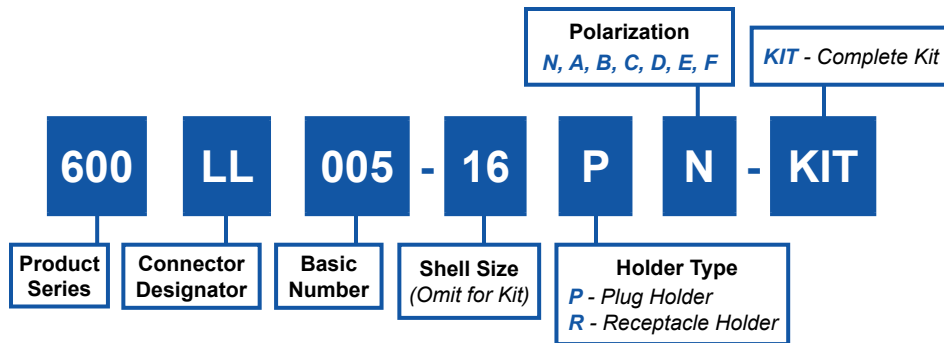 Polarization
N, A, B, C, D, E, F
KIT - Complete Kit
600 LL 005 - 16 P N - KIT
Product
Series
Connector
Designator
Basic
Number
Shell Size
(Omit for Kit)
Holder Type
P - Plug Holder
R - Receptacle Holder